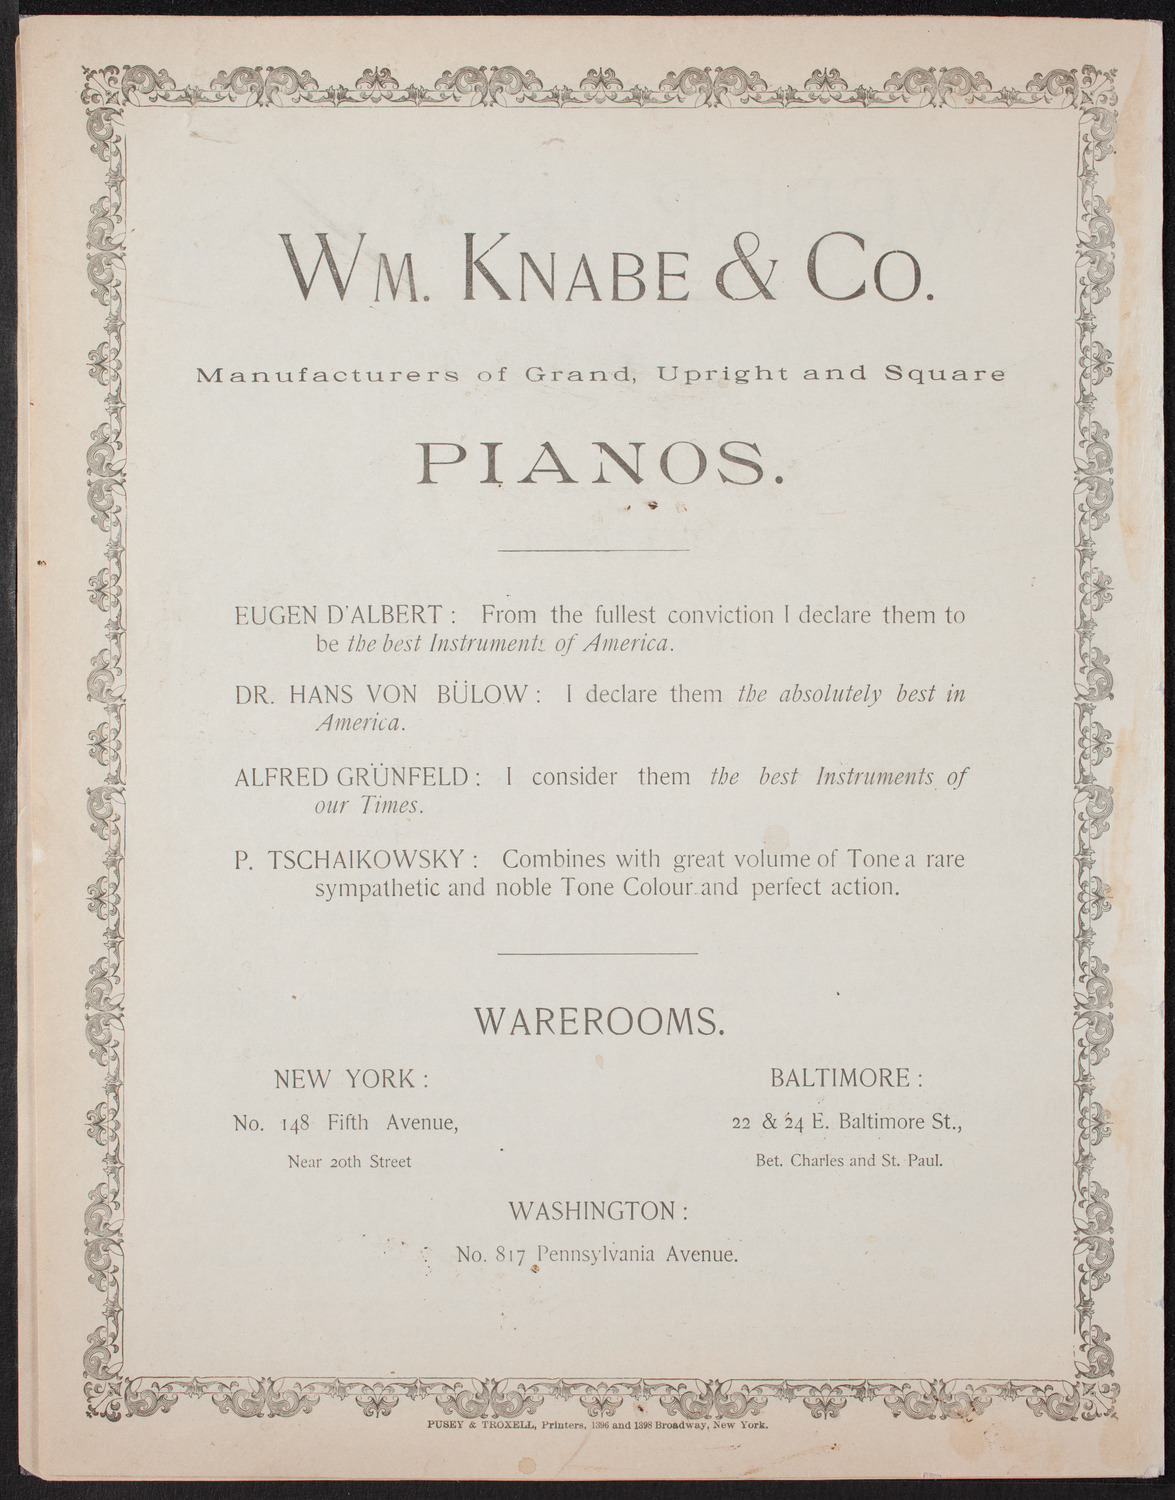 WM. KNABE & CO.
Manufacturers of Grand, Upright and Square
PIANOS.
EUGEN D'ALBERT : From the fullest conviction I declare them to
be the best Instruments of America.
DR. HANS VON BÜLOW : I declare them the absolutely best in
America.
ALFRED GRÜNFELD : I consider them the best Instruments of
our Times.
P. TSCHAIKOWSKY : Combines with great volume of Tone a rare
sympathetic and noble Tone Colour and perfect action.
WAREROOMS.
NEW YORK :
No. 148 Fifth Avenue,
Near 20th Street
BALTIMORE :
22 & 24 E. Baltimore St.,
Bet. Charles and St. Paul.
WASHINGTON :
No. 817 Pennsylvania Avenue.
PUSEY & TROXELL, Printers, 1396 and 1398 Broadway, New York.